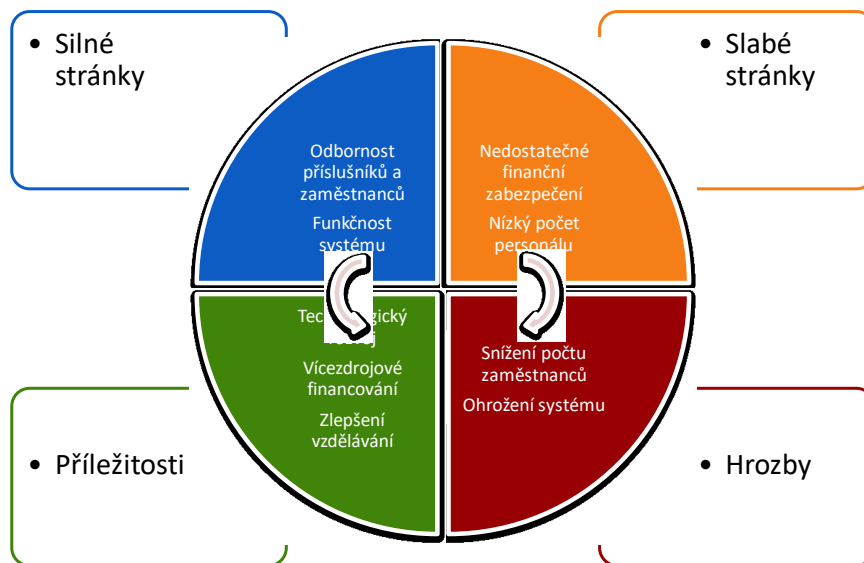 • Silné
stránky
• Slabé
stránky
Odbornost
příslušníků a
zaměstnanců
Funkčnost
systému
Nedostatečné
finanční
zabezpečení
Nízký počet
personálu
Vícezdrojové
financování
Zlepšení
vzdělávání
Snížení počtu
zaměstnanců
Ohrožení systému
• Příležitosti
• Hrozby